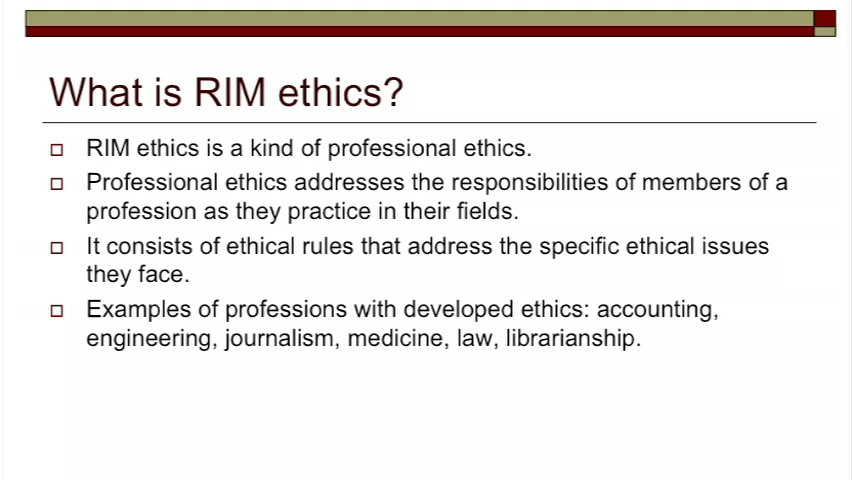 What is RIM ethics?
RIM ethics is a kind of professional ethics.
Professional ethics addresses the responsibilities of members of a
profession as they practice in their fields.
It consists of ethical rules that address the specific ethical issues
they face.
Examples of professions with developed ethics: accounting,
engineering, journalism, medicine, law, librarianship.